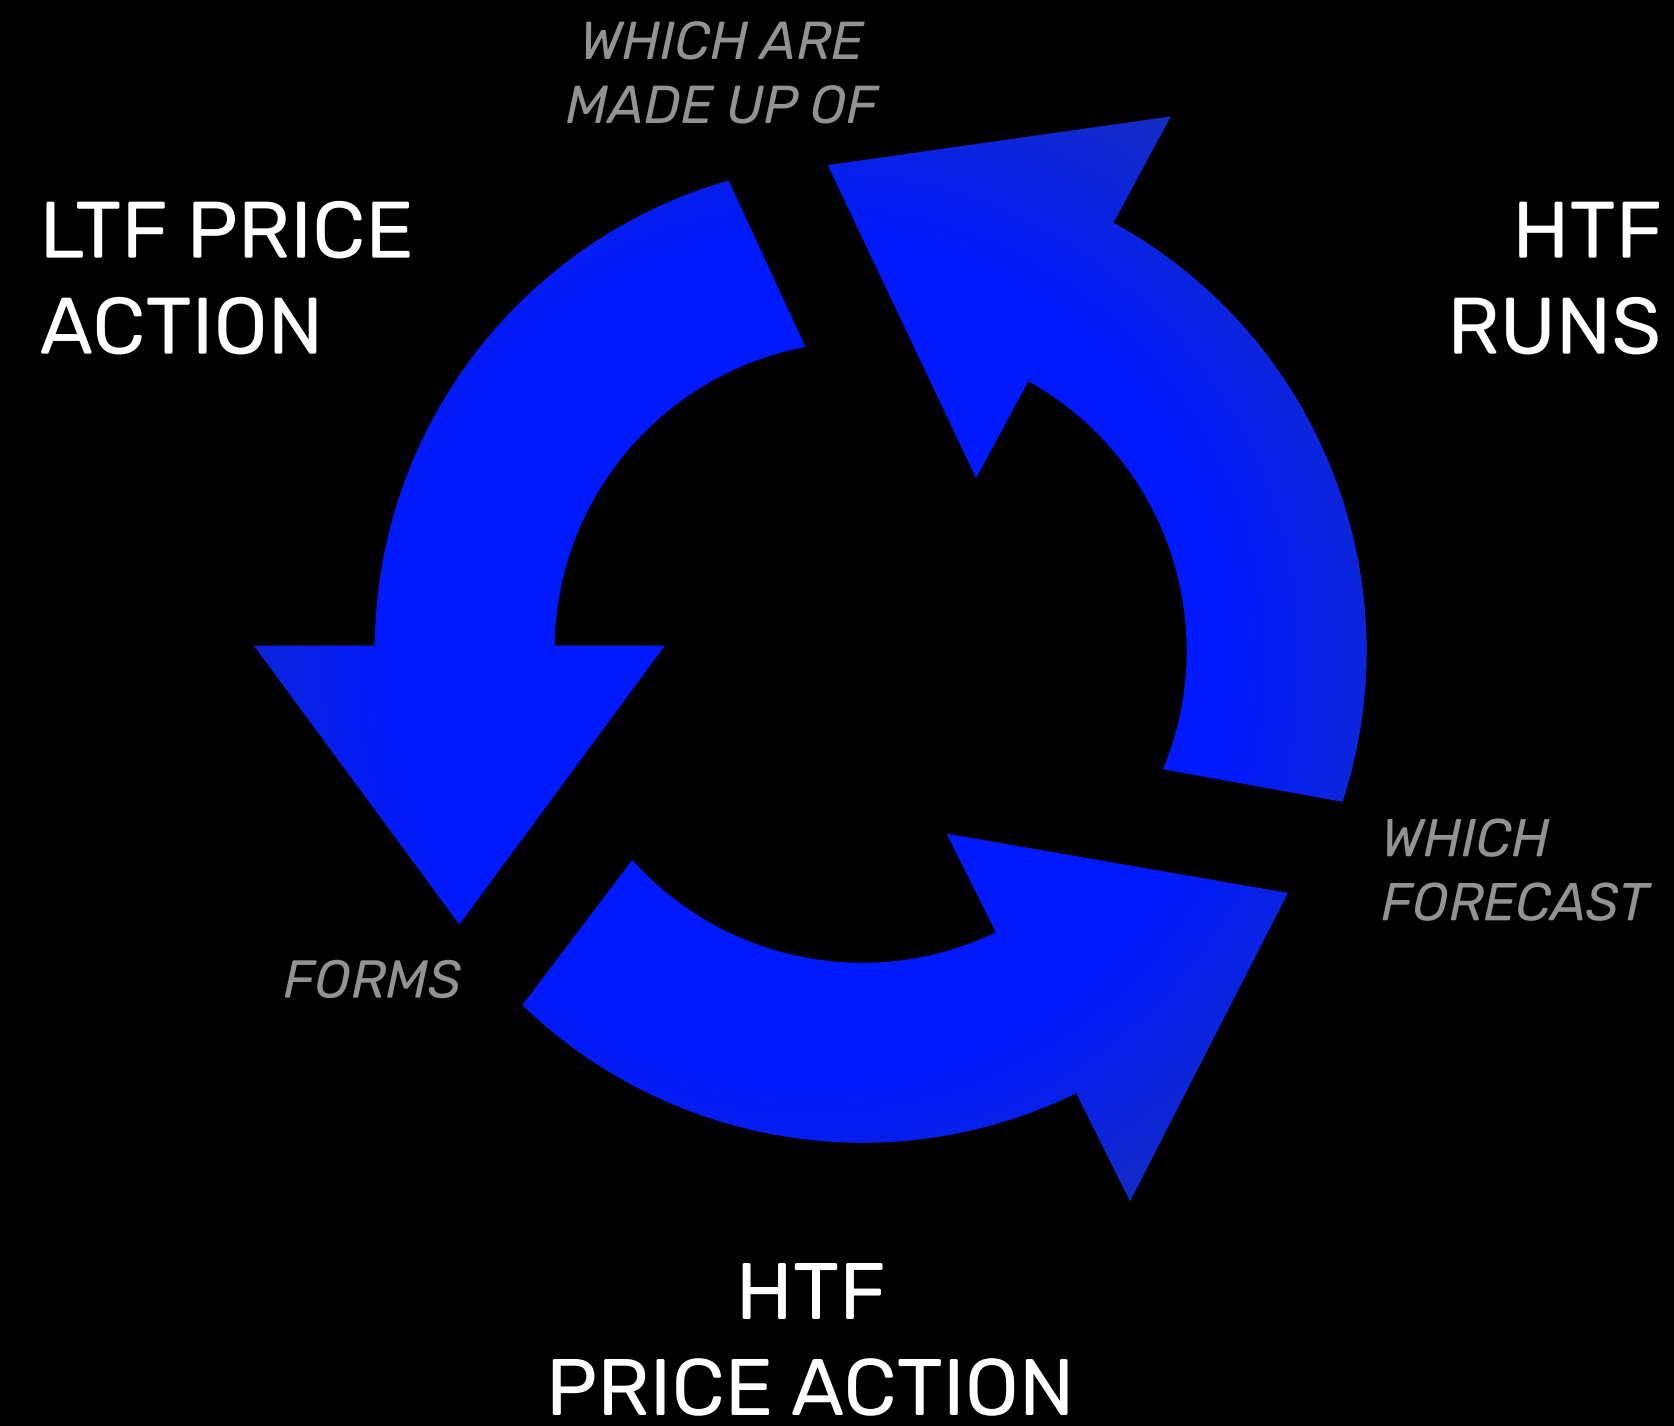 WHICH ARE
MADE UP OF
LTF PRICE
ACTION
HTF
RUNS
WHICH
FORECAST
FORMS
HTF
PRICE ACTION